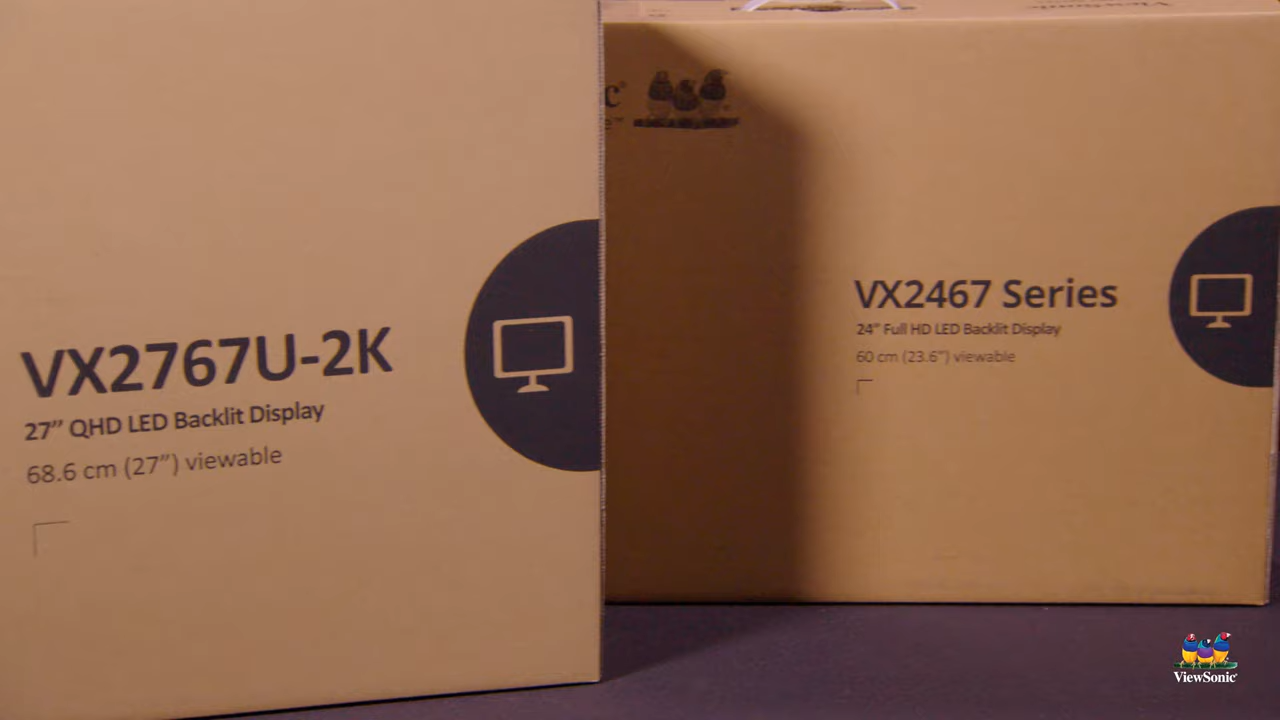 VX2767U-2K
27” QHD LED Backlit Display
68.6 cm (27”) viewable
VX2467 Series
24” Full HD LED Backlit Display
60 cm (23.6”) viewable
ViewSonic
ViewSonic